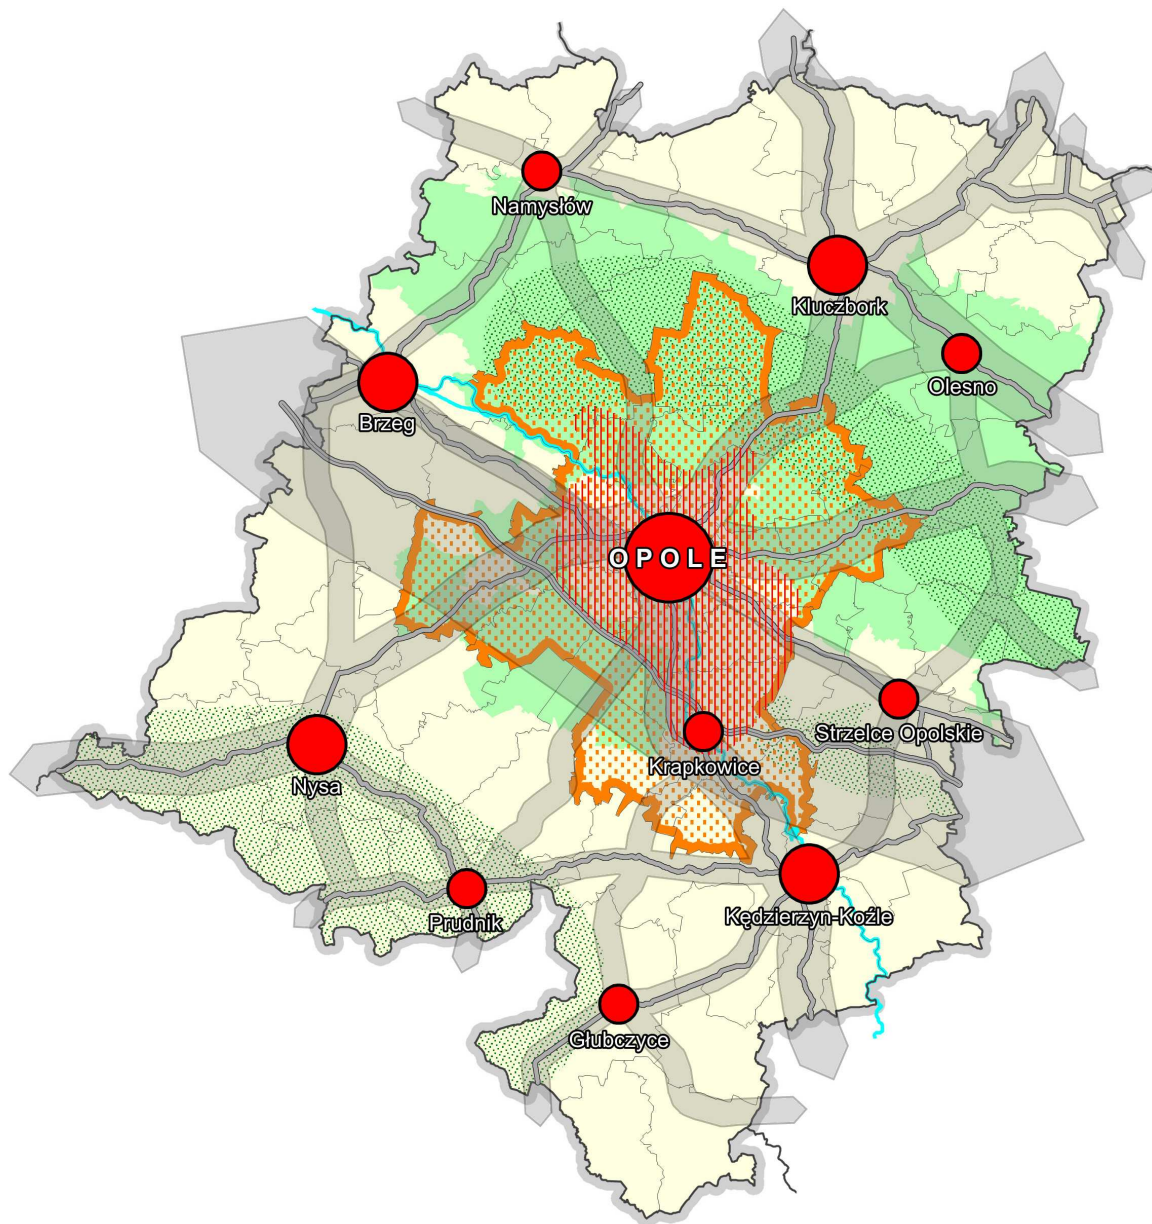 Namysłów
Kluczbork
Olesno
Brzeg
OPOLE
Strzelce Opolskie
Krapkowice
Nysa
Prudnik
Kędzierzyn-Koźle
Głubczyce